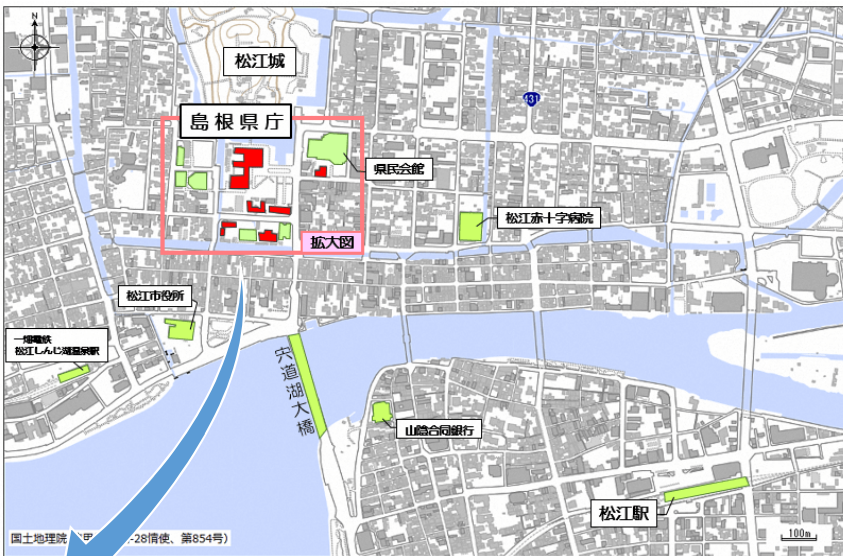 N
松江城
島根県庁
431
県民会館
松江赤十字病院
拡大図
松江市役所
一畑電鉄
松江しんじ湖温泉駅
宍道湖大橋
山陰合同銀行
松江駅
国土地理院
-28情使、第854号)
100m